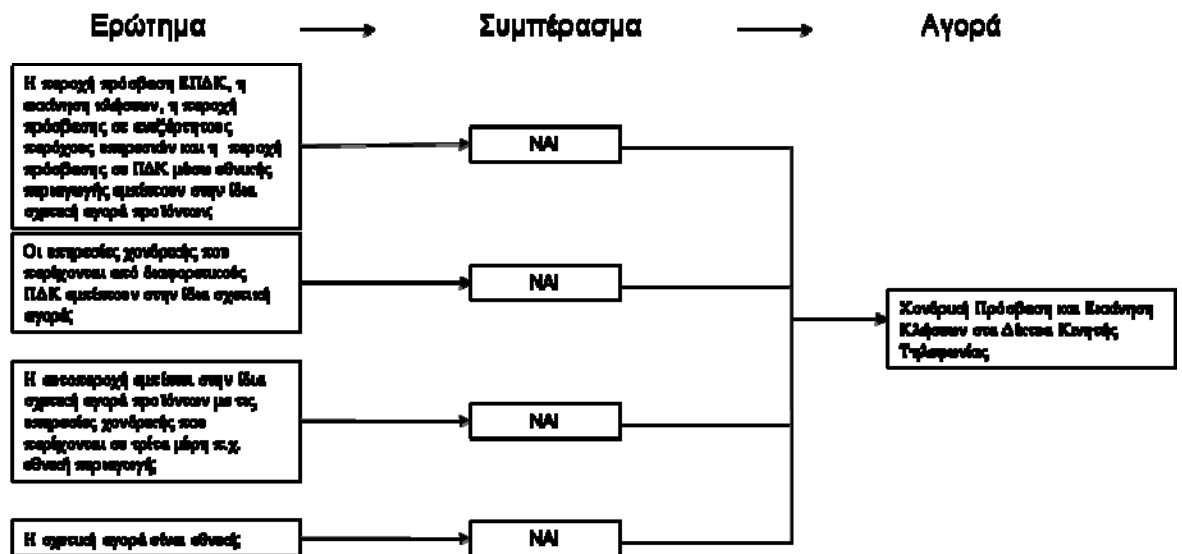 Ερώτημα
Συμπέρασμα
Αγορά
Η παροχή πρόσβαση ΕΠΔΚ, η
εκκίνηση κλήσεων, η παροχή
πρόσβασης σε ανεξάρτητους
παρόχους υπηρεσιών και η παροχή
πρόσβασης σε ΠΔΚ μέσω εθνικής
περιαγωγής εμπίπτουν στην ίδια
σχετική αγορά προϊόντων;
ΝΑΙ
Οι υπηρεσίες χονδρικής που
παρέχονται από διαφορετικούς
ΠΔΚ εμπίπτουν στην ίδια σχετική
αγορά;
ΝΑΙ
Χονδρική Πρόσβαση και Εκκίνηση
Κλήσεων στα Δίκτυα Κινητής
Τηλεφωνίας
Η αυτοπαροχή εμπίπτει στην ίδια
σχετική αγορά προϊόντων με τις
υπηρεσίες χονδρικής που
παρέχονται σε τρίτα μέρη π.χ.
εθνική περιαγωγή;
ΝΑΙ
Η σχετική αγορά είναι εθνική;
ΝΑΙ